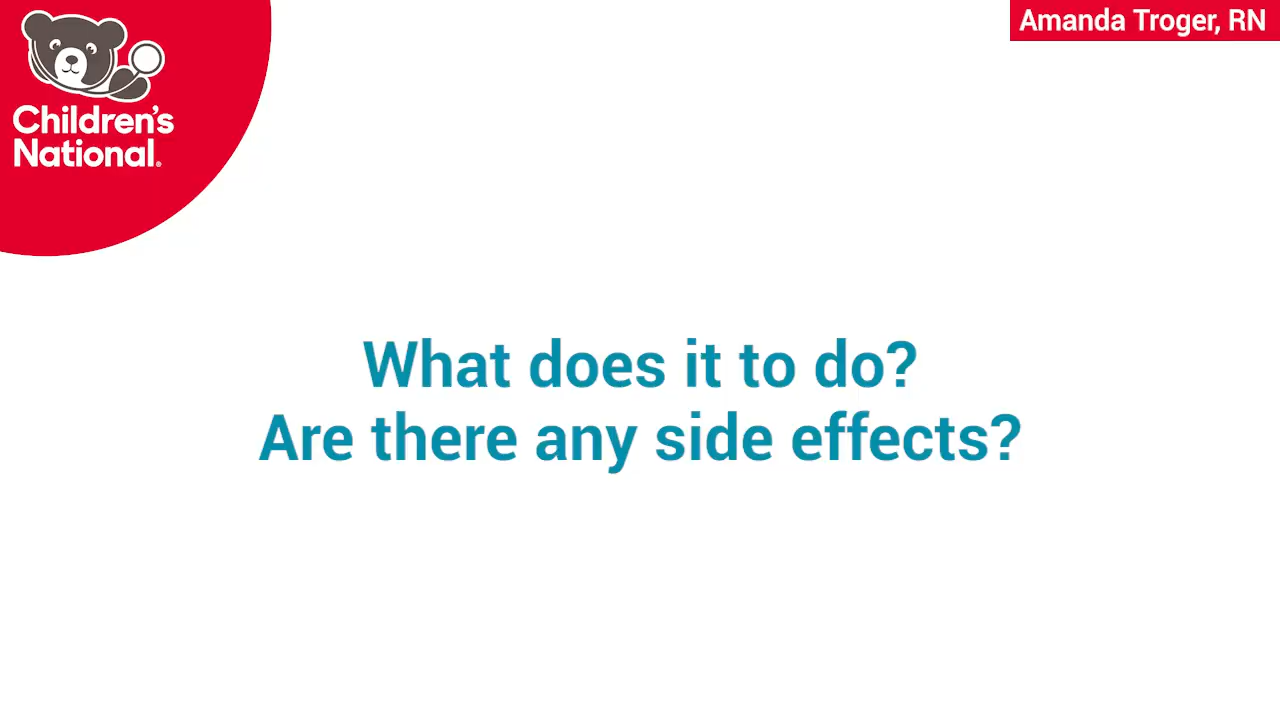 Children's
National®
Amanda Troger, RN
What does it to do?
Are there any side effects?